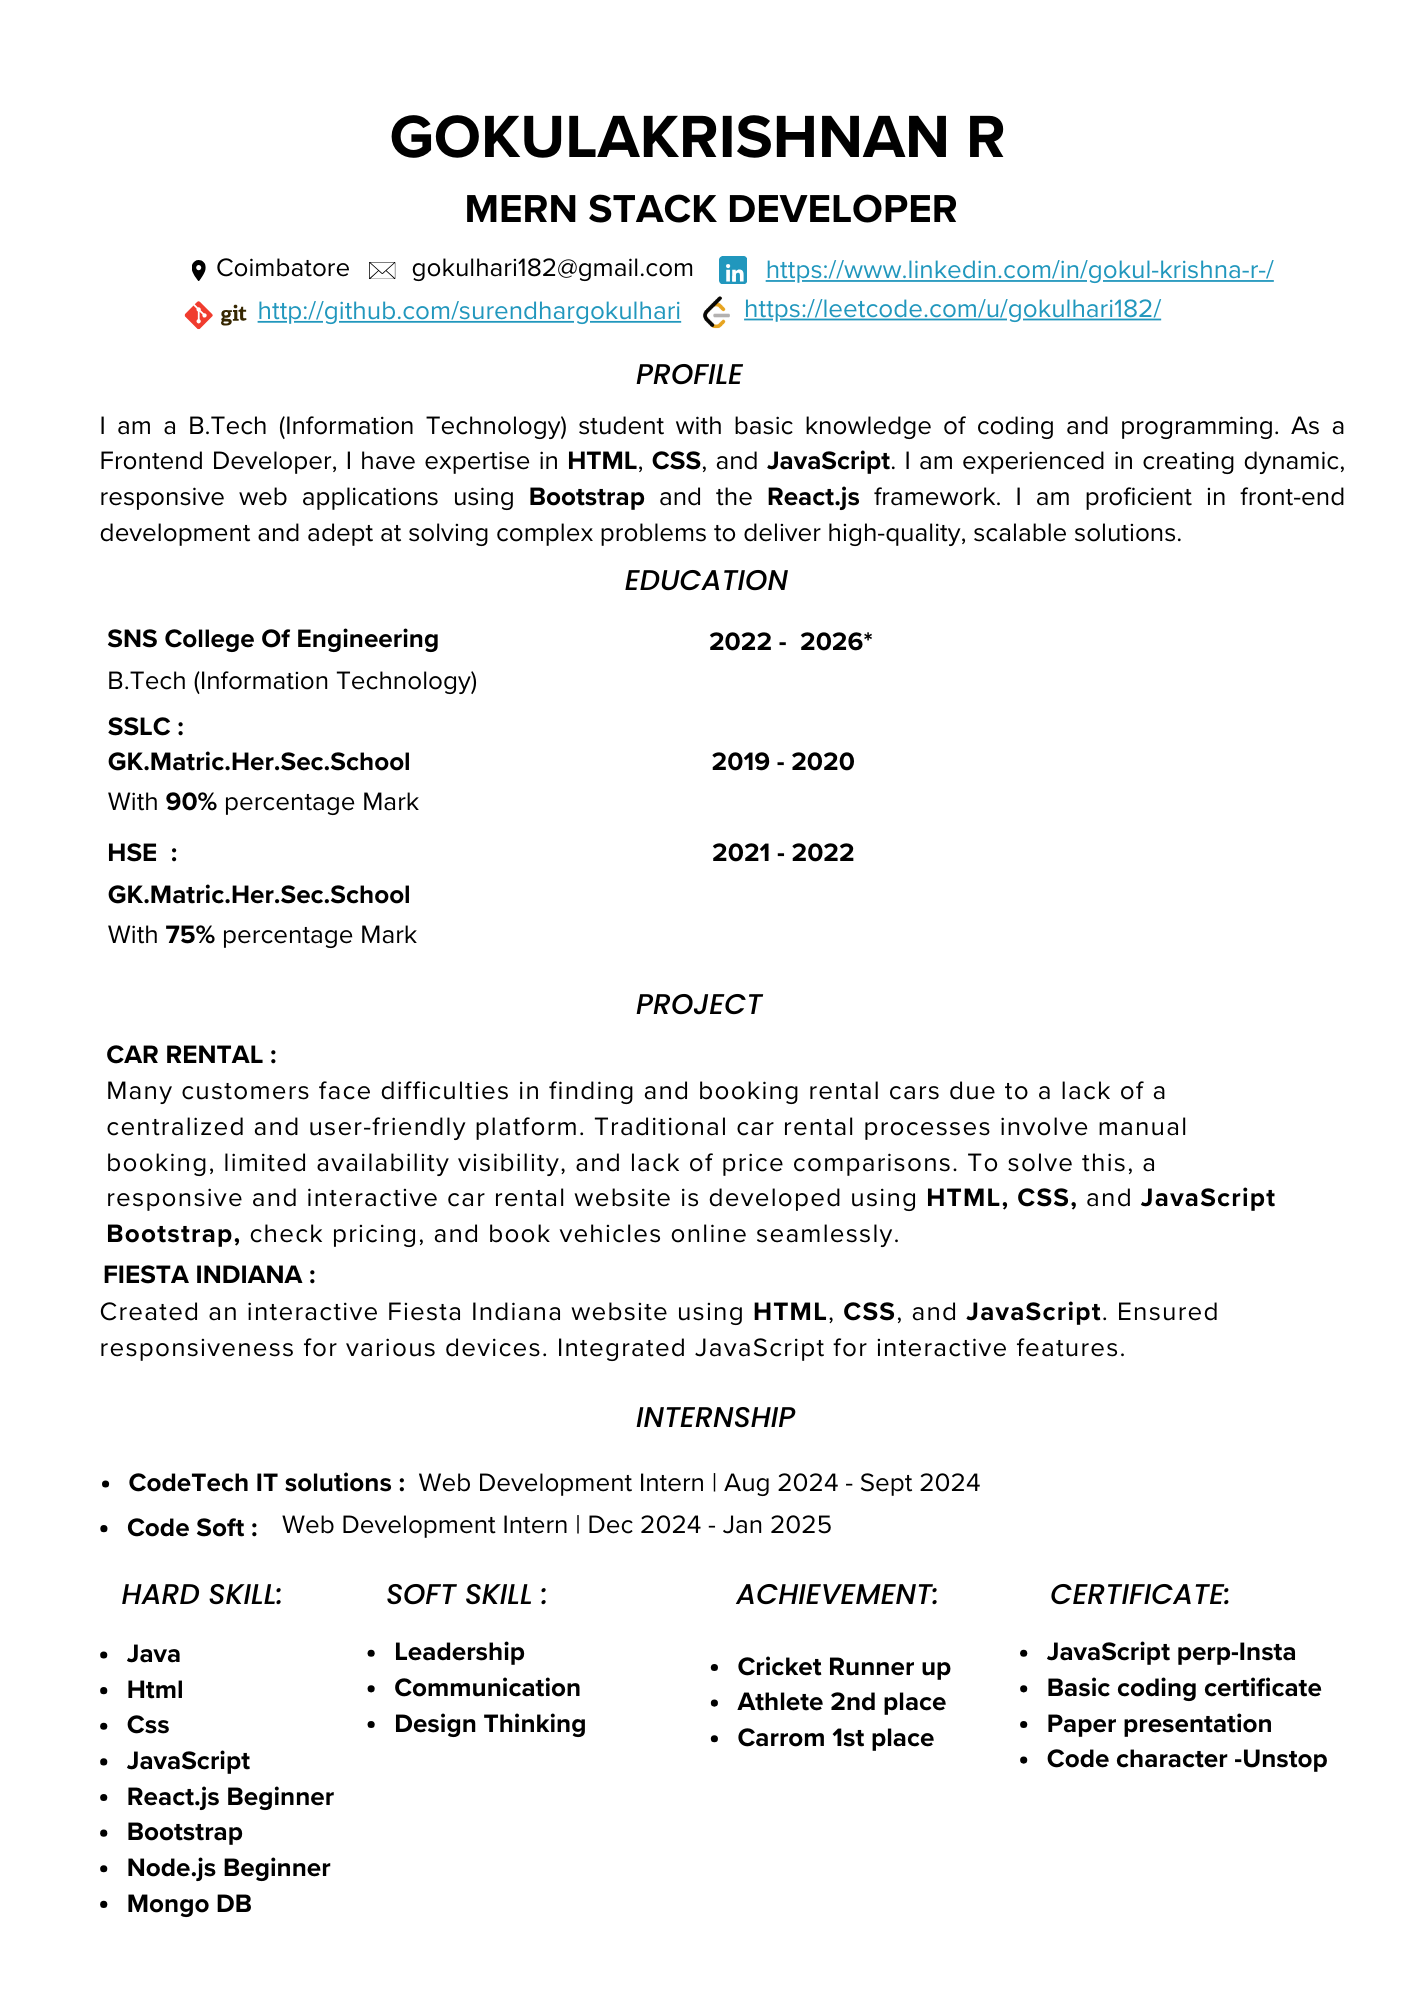 GOKULAKRISHNAN R
MERN STACK DEVELOPER
Coimbatore gokulhari182@gmail.com https://www.linkedin.com/in/gokul-krishna-r-/
git http://github.com/surendhargokulhari https://leetcode.com/u/gokulhari182/
PROFILE
I am a B.Tech (Information Technology) student with basic knowledge of coding and programming. As a
Frontend Developer, I have expertise in HTML, CSS, and JavaScript. I am experienced in creating dynamic,
responsive web applications using Bootstrap and the React.js framework. I am proficient in front-end
development and adept at solving complex problems to deliver high-quality, scalable solutions.
EDUCATION
SNS College Of Engineering 2022 - 2026*
B.Tech (Information Technology)
SSLC :
GK.Matric.Her.Sec.School 2019 - 2020
With 90% percentage Mark
HSE : 2021 - 2022
GK.Matric.Her.Sec.School
With 75% percentage Mark
PROJECT
CAR RENTAL :
Many customers face difficulties in finding and booking rental cars due to a lack of a
centralized and user-friendly platform. Traditional car rental processes involve manual
booking, limited availability visibility, and lack of price comparisons. To solve this, a
responsive and interactive car rental website is developed using HTML, CSS, and JavaScript
Bootstrap, check pricing, and book vehicles online seamlessly.
FIESTA INDIANA :
Created an interactive Fiesta Indiana website using HTML, CSS, and JavaScript. Ensured
responsiveness for various devices. Integrated JavaScript for interactive features.
INTERNSHIP
• CodeTech IT solutions : Web Development Intern | Aug 2024 - Sept 2024
• Code Soft : Web Development Intern | Dec 2024 - Jan 2025
HARD SKILL:
• Java
• Html
• Css
• JavaScript
• React.js Beginner
• Bootstrap
• Node.js Beginner
• Mongo DB
SOFT SKILL :
• Leadership
• Communication
• Design Thinking
ACHIEVEMENT:
• Cricket Runner up
• Athlete 2nd place
• Carrom 1st place
CERTIFICATE:
• JavaScript perp-Insta
• Basic coding certificate
• Paper presentation
• Code character -Unstop